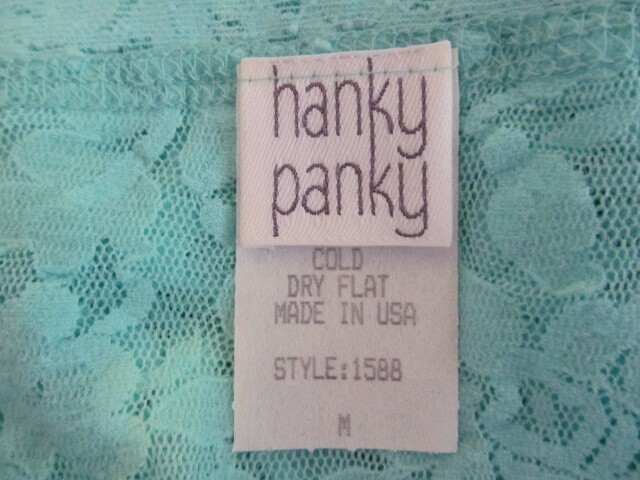 hanky
panky
COLD
DRY FLAT
MADE IN USA
STYLE:1588
M